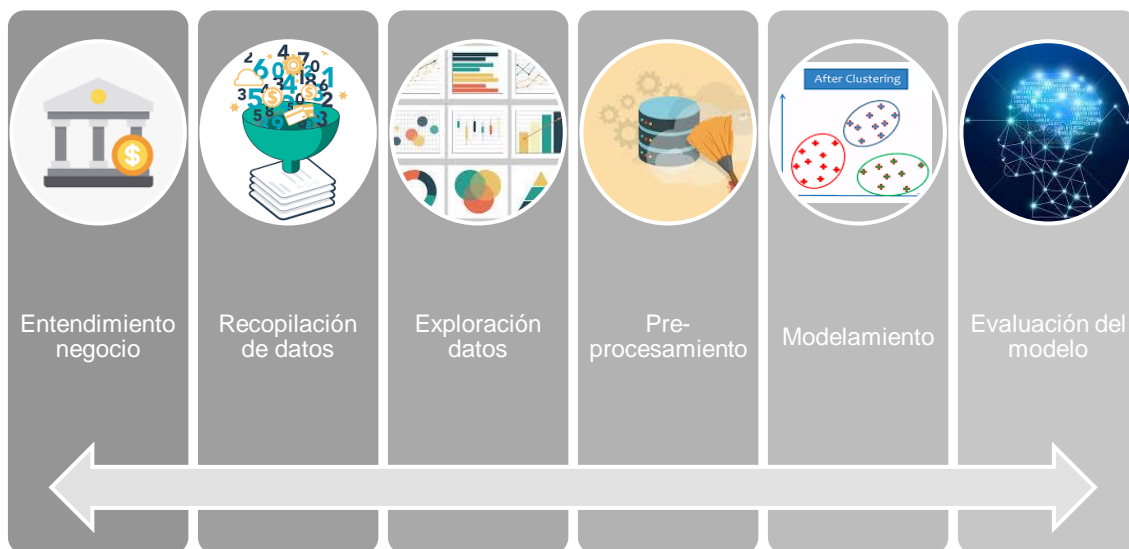 After Clustering
Entendimiento
negocio
Recopilación
de datos
Exploración
datos
Pre-
procesamiento
Modelamiento
Evaluación del
modelo